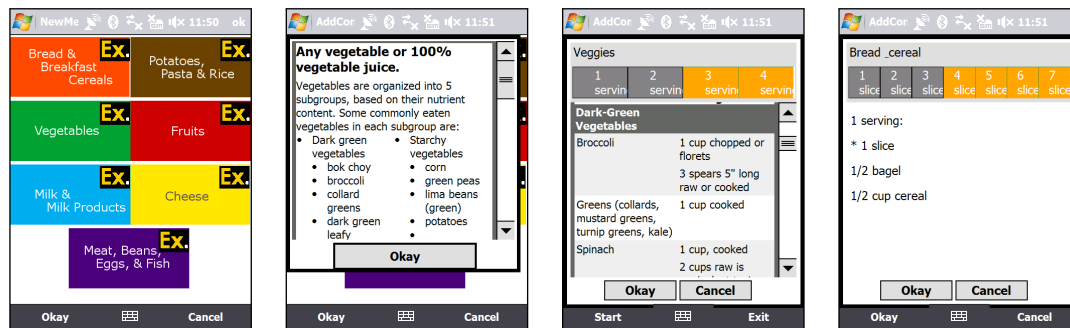 NewMe 11:50 ok
Bread &
Breakfast
Cereals
Ex.
Potatoes,
Pasta & Rice
Ex.
Vegetables
Ex.
Fruits
Ex.
Milk &
Milk Products
Ex.
Cheese
Ex.
Meat, Beans,
Eggs, & Fish
Ex.
Okay Cancel
AddCor 11:51
Any vegetable or 100%
vegetable juice.
Vegetables are organized into 5
subgroups, based on their nutrient
content. Some commonly eaten
vegetables in each subgroup are:
• Dark green
vegetables
• bok choy
• broccoli
• collard
greens
• dark green
leafy
• Starchy
vegetables
• corn
• green peas
• lima beans
(green)
• potatoes
•
Okay
Okay Cancel
AddCor 11:51
Veggies
1 2 3 4
servin servin servin servin
Dark-Green
Vegetables
Broccoli 1 cup chopped or
florets
3 spears 5" long
raw or cooked
Greens (collards, 1 cup cooked
mustard greens,
turnip greens, kale)
Spinach 1 cup, cooked
2 cups raw is
Okay Cancel
Start Exit
AddCor 11:51
Bread _cereal
1 2 3 4 5 6 7
slice slice slice slice slice slice slice
1 serving:
* 1 slice
1/2 bagel
1/2 cup cereal
Okay Cancel
Okay Cancel